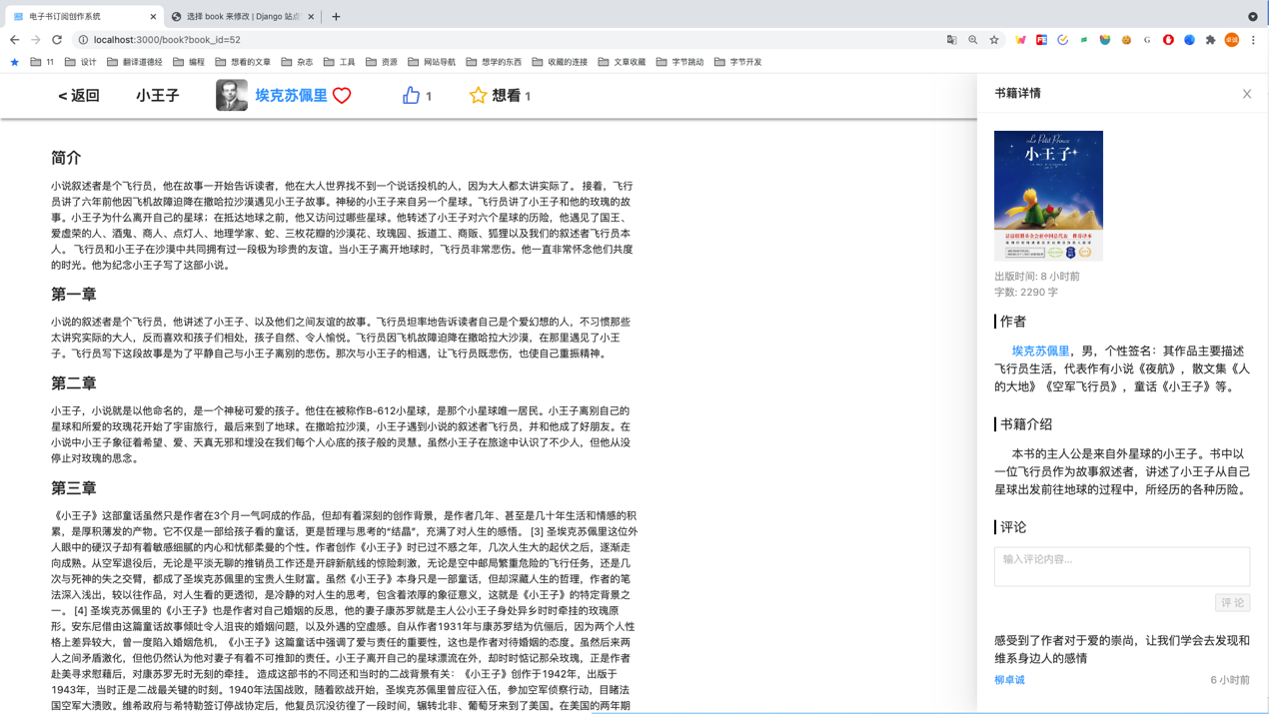 电子书订阅创作系统
选择 book 来修改 | Django 站点
localhost:3000/book?book_id=52
11
设计
翻译道德经
编程
想看的文章
杂志
工具
资源
网站导航
想学的东西
收藏的连接
文章收藏
字节跳动
字节开发
< 返回
小王子
埃克苏佩里
1
想看 1
简介
小说叙述者是个飞行员，他在故事一开始告诉读者，他在大人世界找不到一个说话投机的人，因为大人都太讲实际了。 接着，飞行
员讲了六年前他因飞机故障迫降在撒哈拉沙漠遇见小王子故事。神秘的小王子来自另一个星球。飞行员讲了小王子和他的玫瑰的故
事。小王子为什么离开自己的星球；在抵达地球之前，他又访问过哪些星球。他转述了小王子对六个星球的历险，他遇见了国王、
爱虚荣的人、酒鬼、商人、点灯人、地理学家、蛇、三枚花瓣的沙漠花、玫瑰园、扳道工、商贩、狐狸以及我们的叙述者飞行员本
人。 飞行员和小王子在沙漠中共同拥有过一段极为珍贵的友谊。当小王子离开地球时，飞行员非常悲伤。他一直非常怀念他们共度
的时光。他为纪念小王子写了这部小说。
第一章
小说的叙述者是个飞行员，他讲述了小王子、以及他们之间友谊的故事。飞行员坦率地告诉读者自己是个爱幻想的人，不习惯那些
太讲究实际的大人，反而喜欢和孩子们相处，孩子自然、令人愉悦。飞行员因飞机故障迫降在撒哈拉大沙漠，在那里遇见了小王
子。飞行员写下这段故事是为了平静自己与小王子离别的悲伤。那次与小王子的相遇，让飞行员既悲伤，也使自己重振精神。
第二章
小王子，小说就是以他命名的，是一个神秘可爱的孩子。他住在被称作B-612小星球，是那个小星球唯一居民。小王子离别自己的
星球和所爱的玫瑰花开始了宇宙旅行，最后来到了地球。在撒哈拉沙漠，小王子遇到小说的叙述者飞行员，并和他成了好朋友。在
小说中小王子象征着希望、爱、天真无邪和埋没在我们每个人心底的孩子般的灵慧。虽然小王子在旅途中认识了不少人，但他从没
停止对玫瑰的思念。
第三章
《小王子》这部童话虽然只是作者在3个月一气呵成的作品，但却有着深刻的创作背景，是作者几年、甚至是几十年生活和情感的积
累，是厚积薄发的产物。它不仅是一部给孩子看的童话，更是哲理与思考的“结晶”，充满了对人生的感悟。 [3] 圣埃克苏佩里这位外
人眼中的硬汉子却有着敏感细腻的内心和忧郁柔曼的个性。作者创作《小王子》时已过不惑之年，几次人生大的起伏之后，逐渐走
向成熟。从空军退役后，无论是平淡无聊的推销员工作还是开辟新航线的惊险刺激，无论是空中邮局繁重危险的飞行任务，还是几
次与死神的失之交臂，都成了圣埃克苏佩里的宝贵人生财富。虽然《小王子》本身只是一部童话，但却深藏人生的哲理，作者的笔
法深入浅出，较以往作品，对人生看的更透彻，是冷静的对人生的思考，包含着浓厚的象征意义，这就是《小王子》的特定背景之
一。 [4] 圣埃克苏佩里的《小王子》也是作者对自己婚姻的反思，他的妻子康苏罗就是主人公小王子身处异乡时时牵挂的玫瑰原
形。安东尼借由这篇童话故事倾吐令人沮丧的婚姻问题，以及外遇的空虚感。自从作者1931年与康苏罗结为伉俪后，因为两个人性
格上差异较大，曾一度陷入婚姻危机，《小王子》这篇童话中强调了爱与责任的重要性，这也是作者对待婚姻的态度。虽然后来两
人之间矛盾激化，但他仍然认为他对妻子有着不可推卸的责任。小王子离开自己的星球漂流在外，却时时惦记那朵玫瑰，正是作者
赴美寻求慰藉后，对康苏罗无时无刻的牵挂。 造成这部书的不同还和当时的二战背景有关：《小王子》创作于1942年，出版于
1943年，当时正是二战最关键的时刻。1940年法国战败，随着欧战开始，圣埃克苏佩里曾应征入伍，参加空军侦察行动，目睹法
国空军大溃败。维希政府与希特勒签订停战协定后，他复员沉没彷徨了一段时间，辗转北非、葡萄牙来到了美国。在美国的两年期
书籍详情
Le Petit Prince
小王子
出版时间: 8 小时前
字数: 2290 字
作者
埃克苏佩里，男，个性签名：其作品主要描述
飞行员生活，代表作有小说《夜航》，散文集《人
的大地》《空军飞行员》，童话《小王子》等。
书籍介绍
本书的主人公是来自外星球的小王子。书中以
一位飞行员作为故事叙述者，讲述了小王子从自己
星球出发前往地球的过程中，所经历的各种历险。
评论
输入评论内容...
评 论
感受到了作者对于爱的崇尚，让我们学会去发现和
维系身边人的感情
柳卓诚
6 小时前